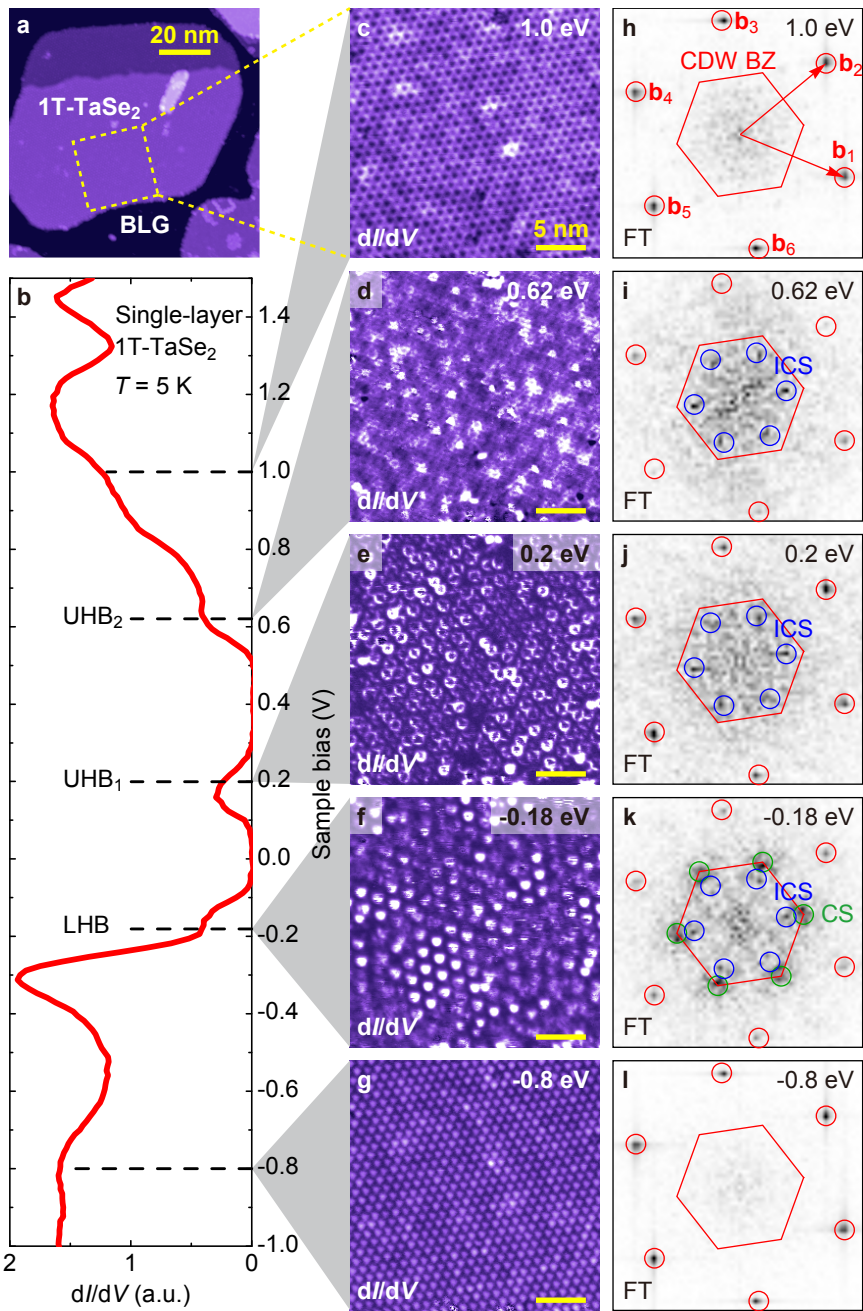 a
20 nm
1T-TaSe₂
BLG
b
Single-layer
1T-TaSe₂
T = 5 K
UHB₂
UHB₁
LHB
1.4
1.2
1.0
0.8
0.6
0.4
0.2
0.0
-0.2
-0.4
-0.6
-0.8
-1.0
Sample bias (V)
2 1 0
dI/dV (a.u.)
c 1.0 eV
dI/dV 5 nm
d 0.62 eV
dI/dV
e 0.2 eV
dI/dV
f -0.18 eV
dI/dV
g -0.8 eV
dI/dV
h 1.0 eV
b₃
CDW BZ
b₂
b₄
b₁
b₅
b₆
FT
i 0.62 eV
ICS
FT
j 0.2 eV
ICS
FT
k -0.18 eV
ICS
CS
FT
l -0.8 eV
FT